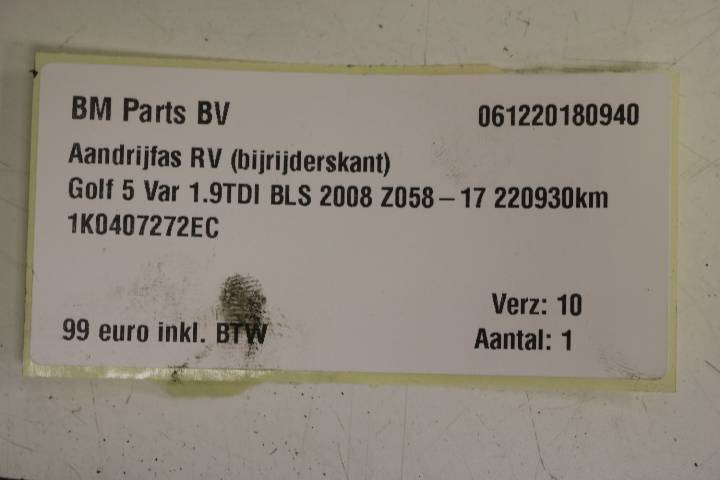 BM Parts BV 061220180940
Aandrijfas RV (bijrijderskant)
Golf 5 Var 1.9TDI BLS 2008 Z058-17 220930km
1K0407272EC
Verz: 10
99 euro inkl. BTW
Aantal: 1